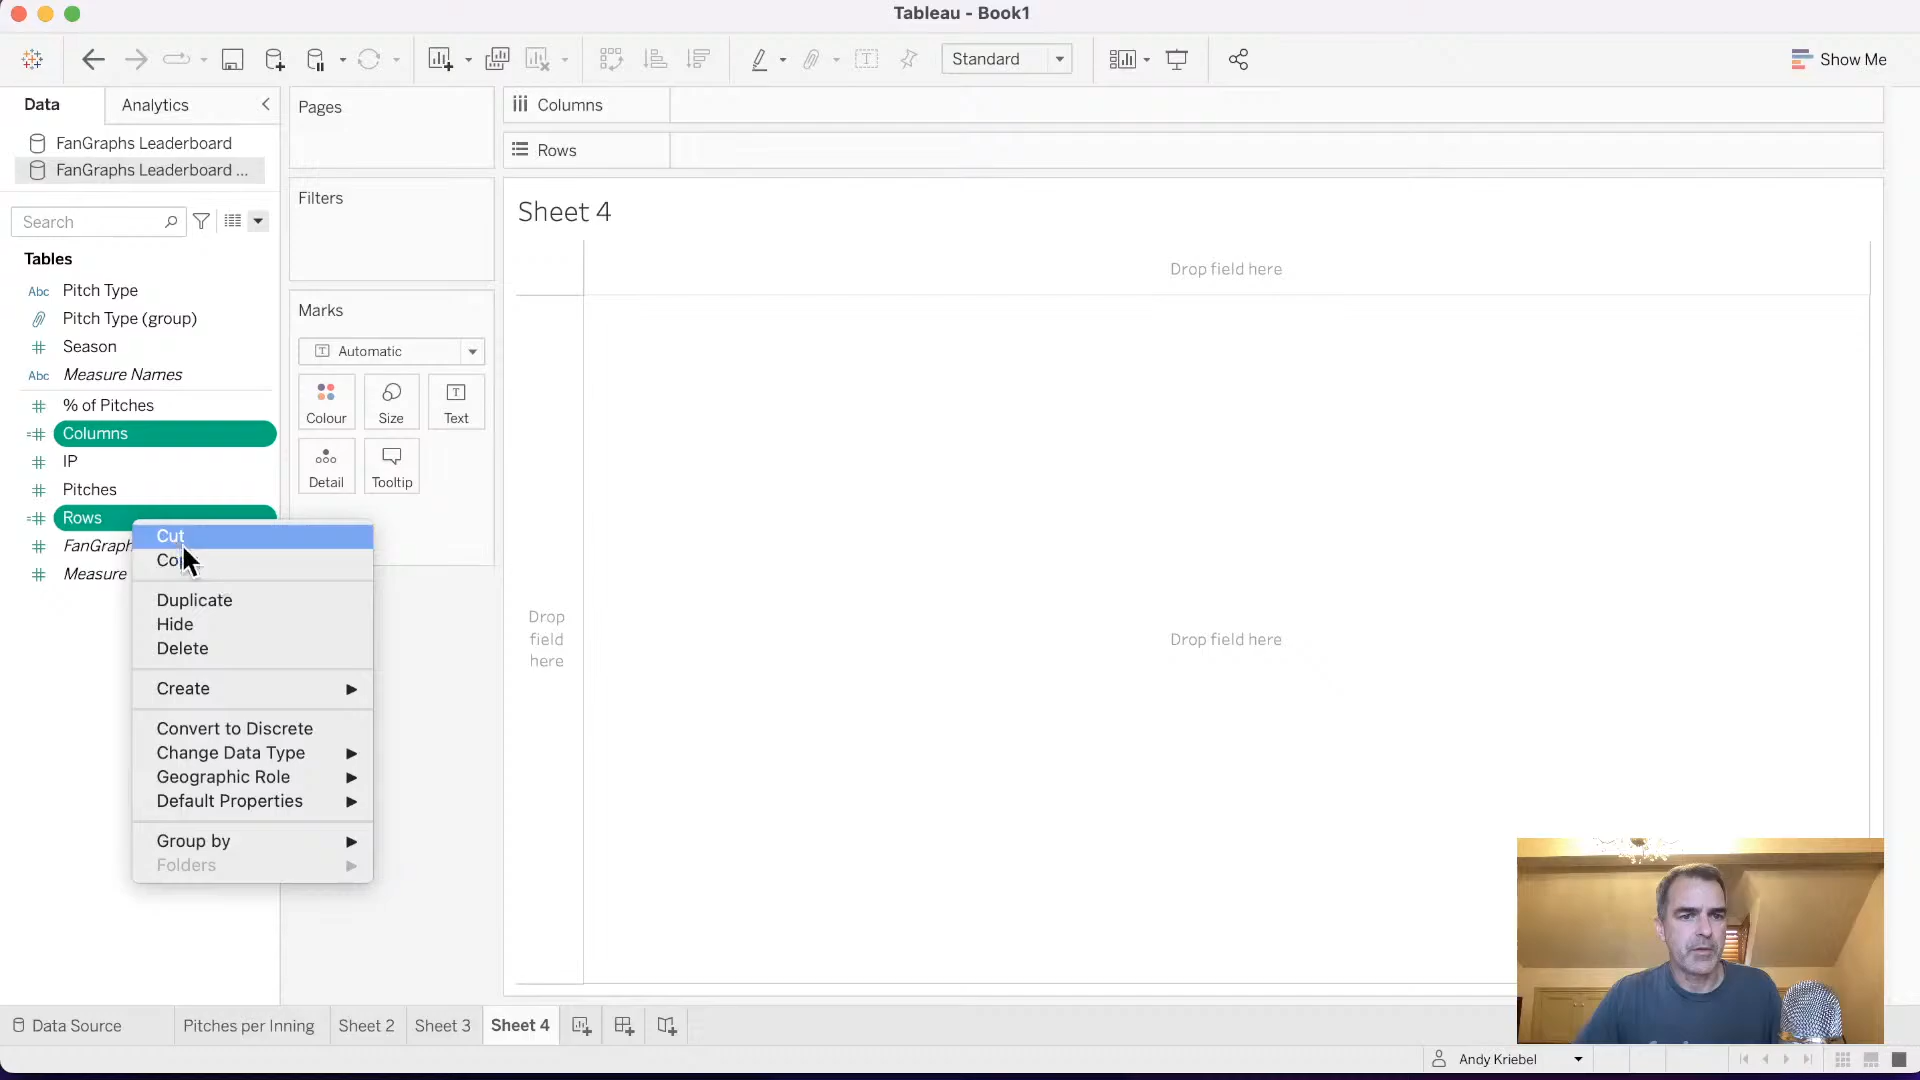 Tableau - Book1
Standard
Show Me
Data
Analytics
FanGraphs Leaderboard
FanGraphs Leaderboard ...
Search
Tables
Abc Pitch Type
Pitch Type (group)
Season
Abc Measure Names
% of Pitches
Columns
IP
Pitches
Rows
FanGraph
Measure
Cut
Co
Duplicate
Hide
Delete
Create
Convert to Discrete
Change Data Type
Geographic Role
Default Properties
Group by
Folders
Pages
Filters
Marks
Automatic
Colour
Size
Text
Detail
Tooltip
Columns
Rows
Sheet 4
Drop field here
Drop
field
here
Drop field here
Data Source
Pitches per Inning
Sheet 2
Sheet 3
Sheet 4
Andy Kriebel